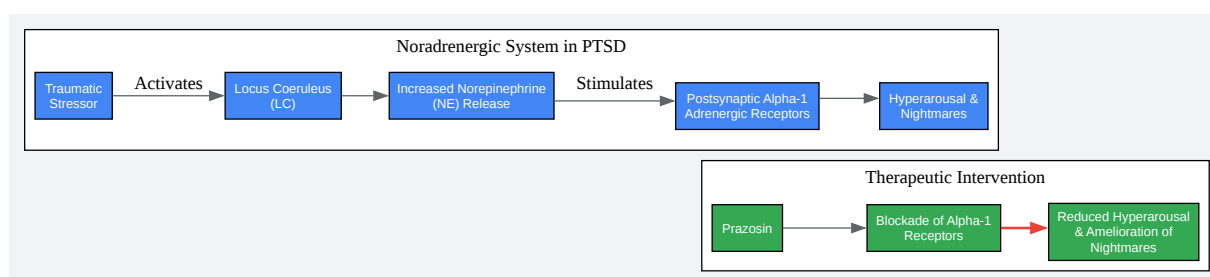 Noradrenergic System in PTSD
Traumatic
Stressor
Activates
Locus Coeruleus
(LC)
Increased Norepinephrine
(NE) Release
Stimulates
Postsynaptic Alpha-1
Adrenergic Receptors
Hyperarousal &
Nightmares
Therapeutic Intervention
Prazosin
Blockade of Alpha-1
Receptors
Reduced Hyperarousal
& Amelioration of
Nightmares